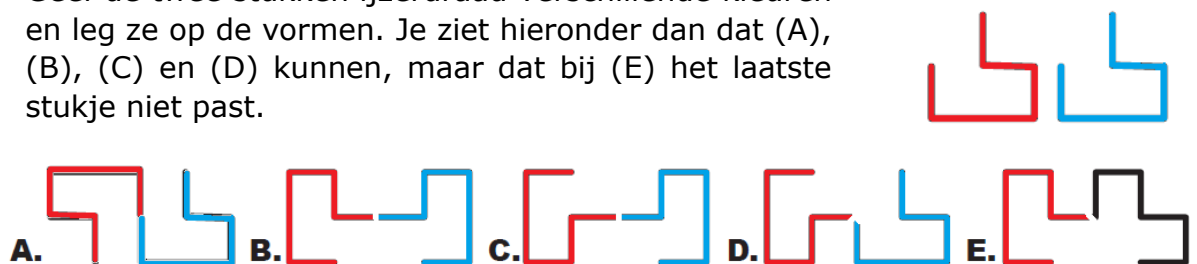 en leg ze op de vormen. Je ziet hieronder dan dat (A),
(B), (C) en (D) kunnen, maar dat bij (E) het laatste
stukje niet past.
A. B. C. D. E.